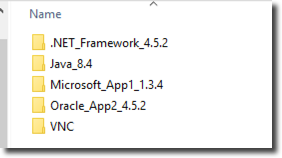 Name
.NET_Framework_4.5.2
Java_8.4
Microsoft_App1_1.3.4
Oracle_App2_4.5.2
VNC